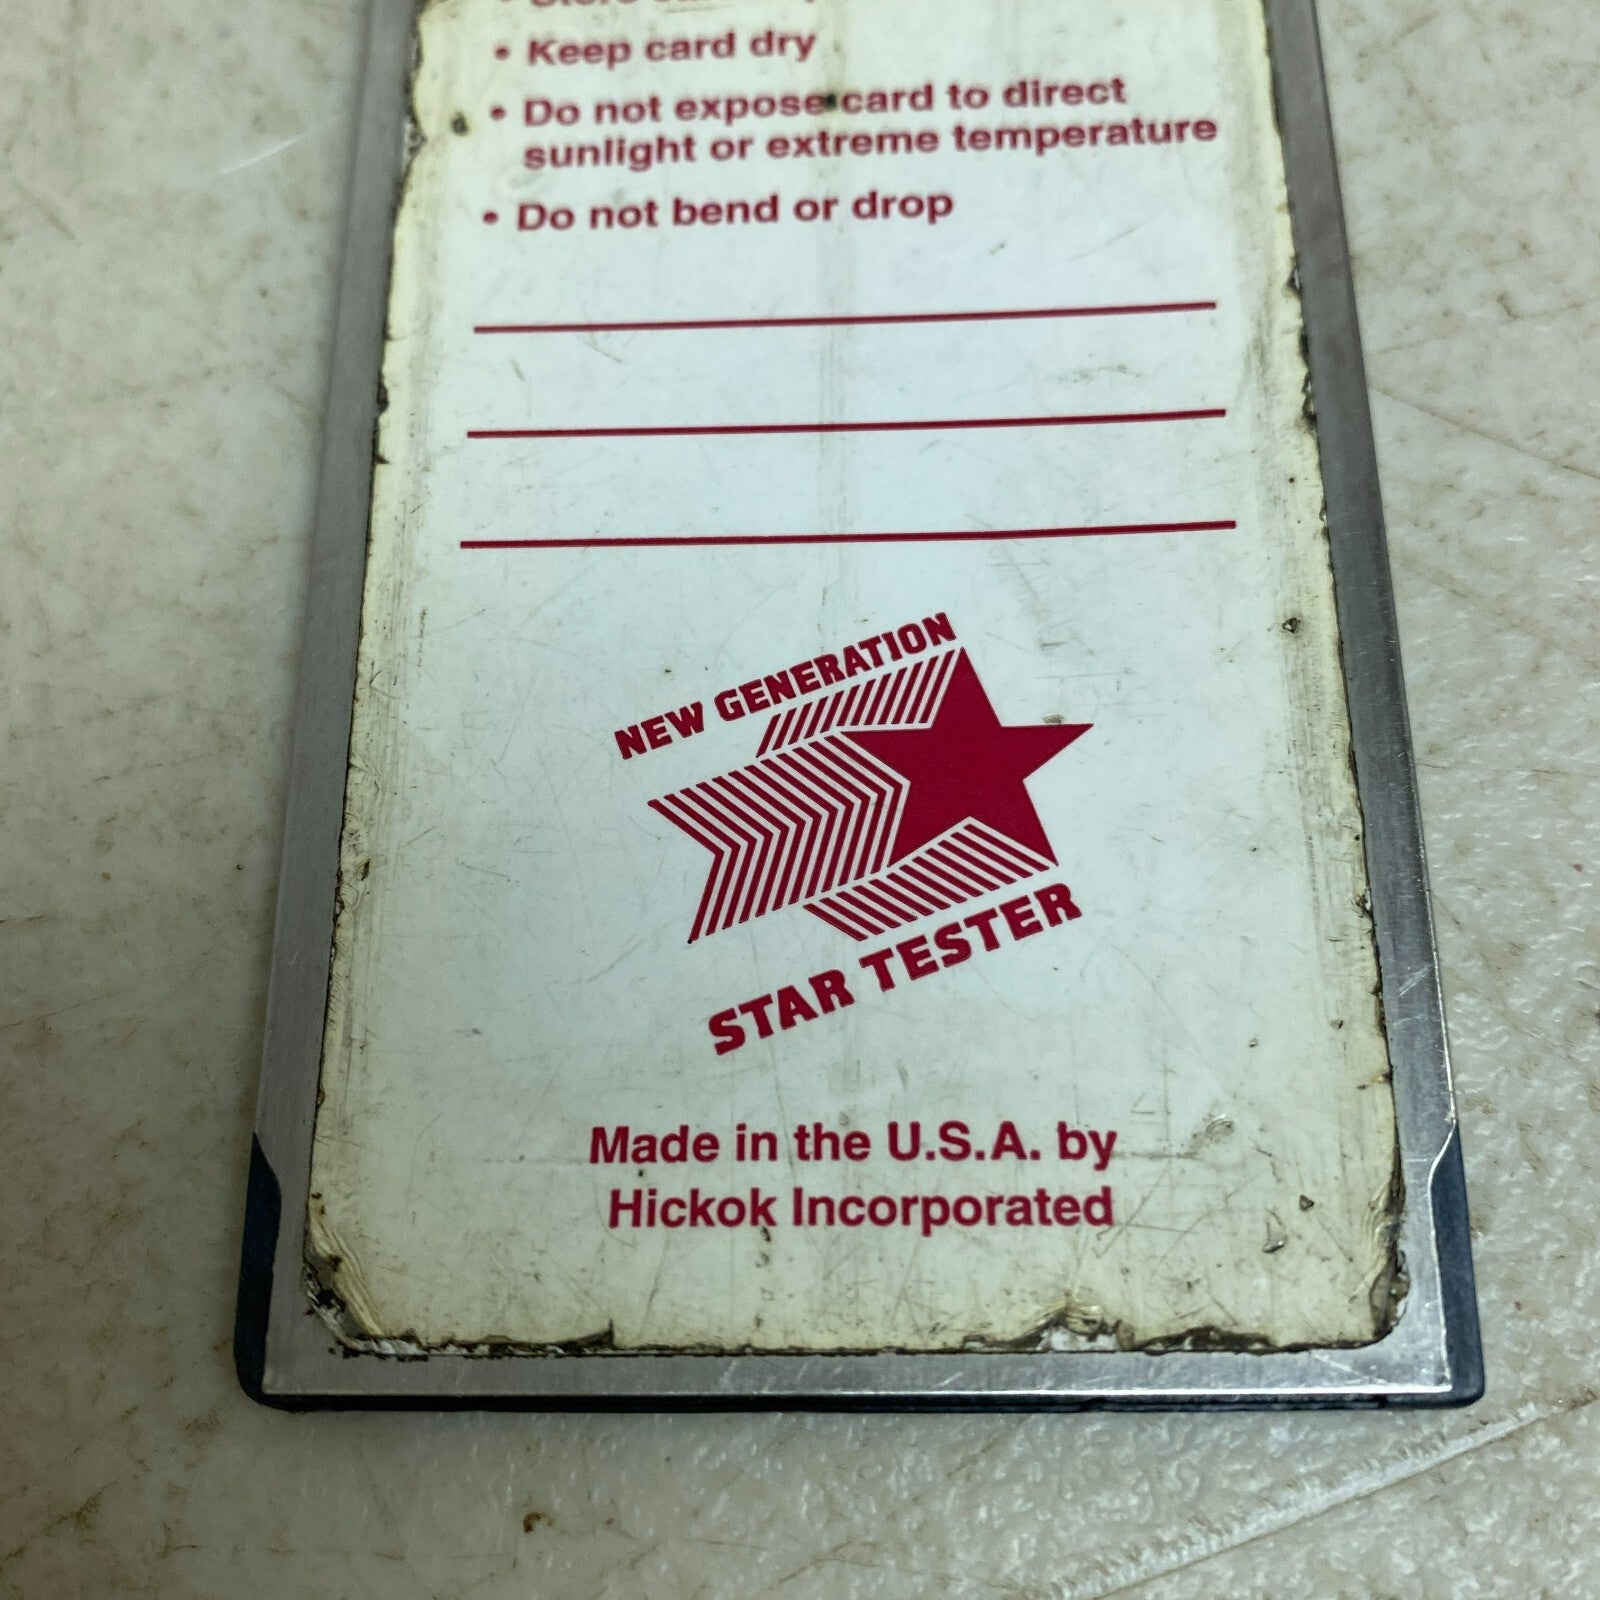 • Keep card dry
• Do not expose card to direct
sunlight or extreme temperature
• Do not bend or drop
NEW GENERATION
STAR TESTER
Made in the U.S.A. by
Hickok Incorporated